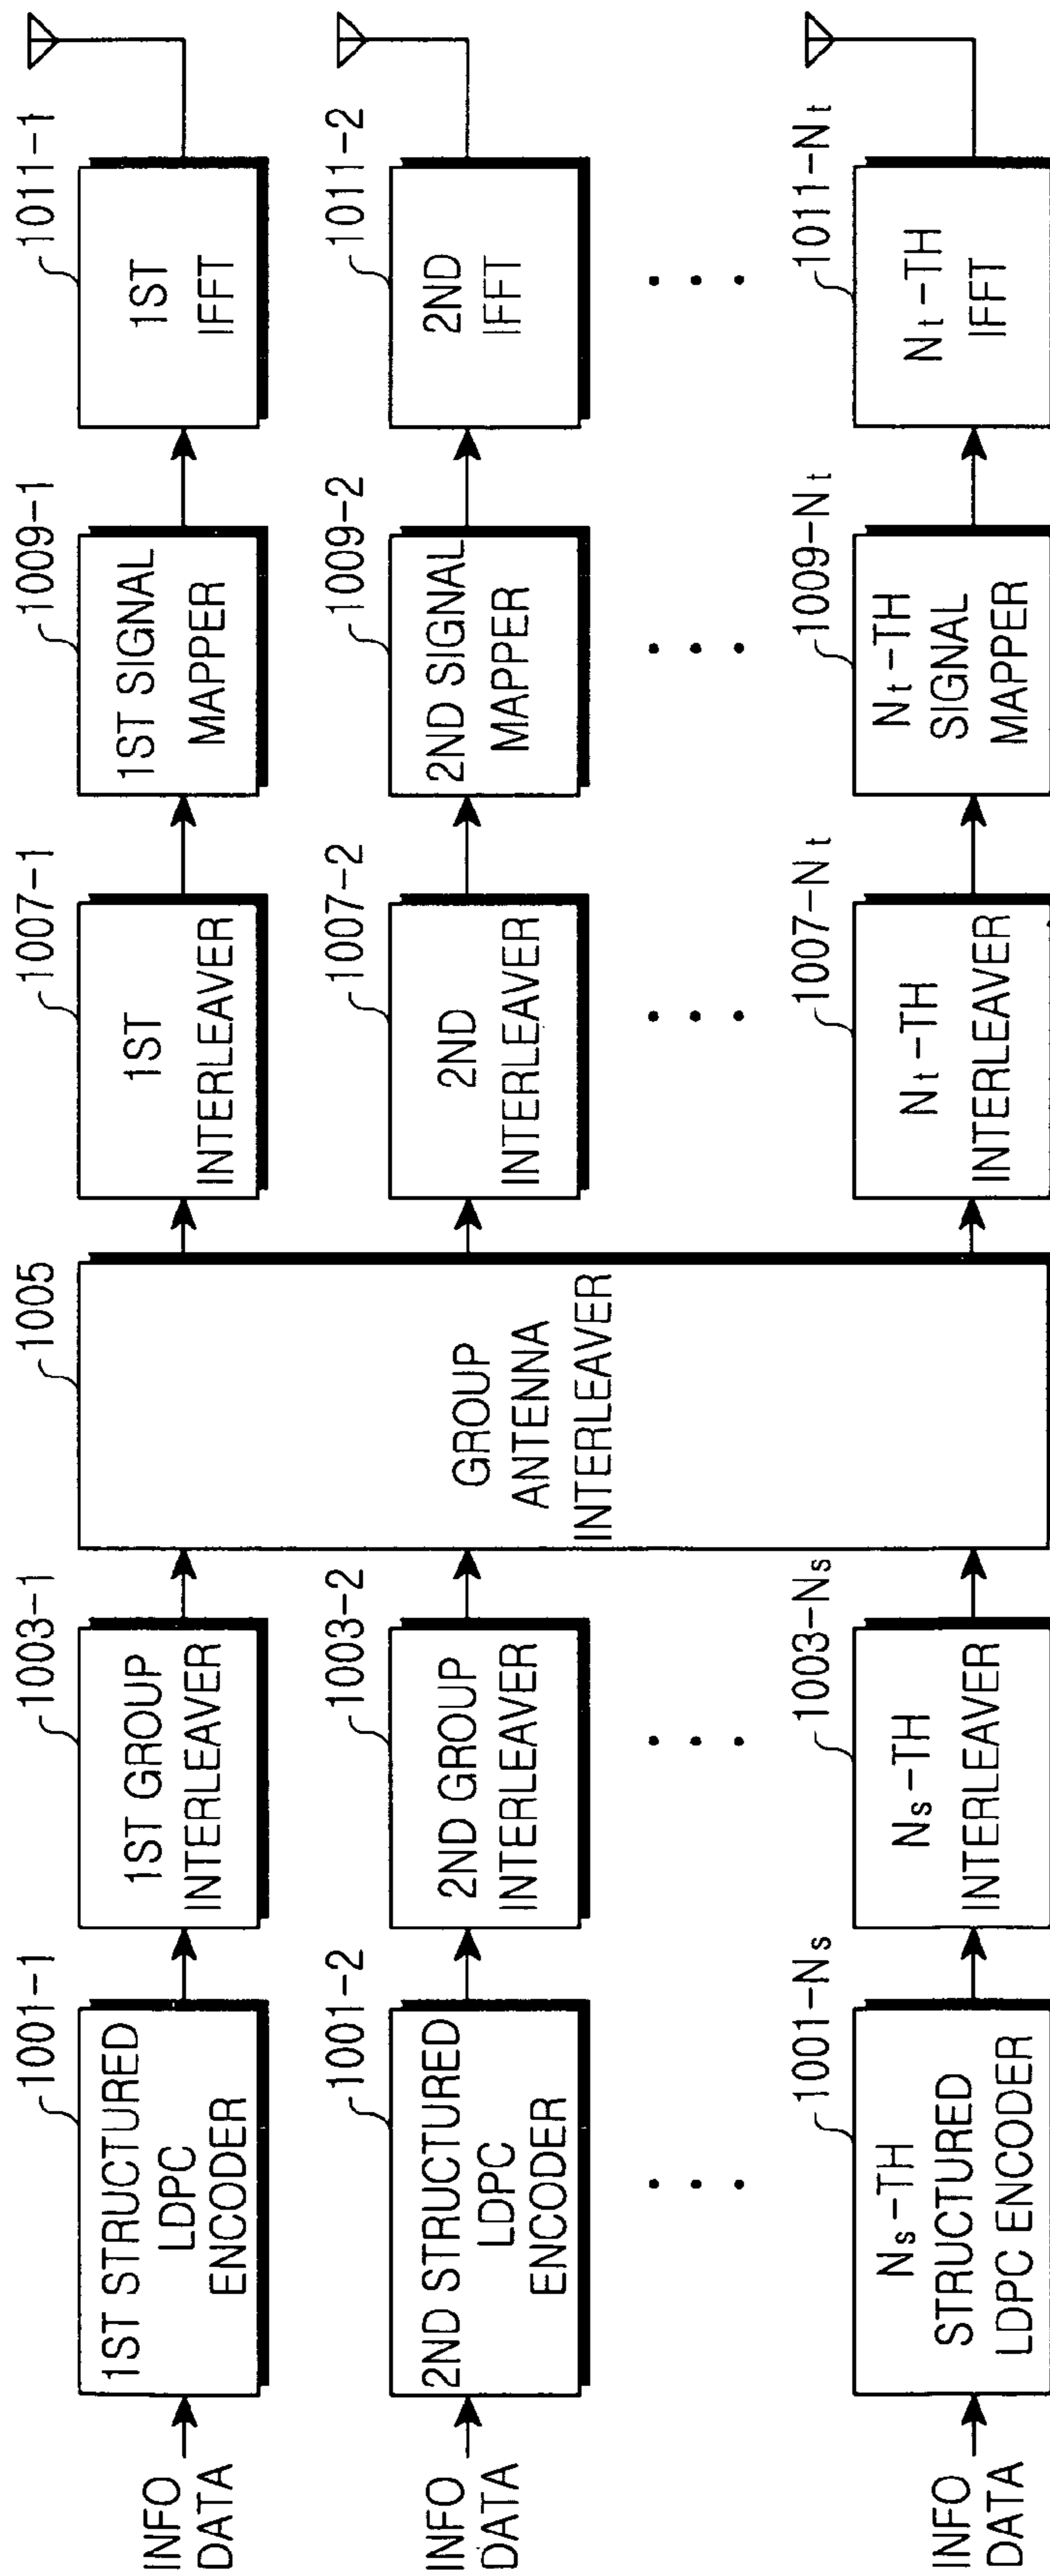 INFO
DATA
1001-1
1ST STRUCTURED
LDPC
ENCODER
1003-1
1ST GROUP
INTERLEAVER
1005
GROUP
ANTENNA
INTERLEAVER
1007-1
1ST
INTERLEAVER
1009-1
1ST SIGNAL
MAPPER
1011-1
1ST
IFFT
INFO
DATA
1001-2
2ND STRUCTURED
LDPC
ENCODER
1003-2
2ND GROUP
INTERLEAVER
1007-2
2ND
INTERLEAVER
1009-2
2ND SIGNAL
MAPPER
1011-2
2ND
IFFT
INFO
DATA
1001-Ns
Ns-TH
STRUCTURED
LDPC ENCODER
1003-Ns
Ns-TH
INTERLEAVER
1007-Nt
Nt-TH
INTERLEAVER
1009-Nt
Nt-TH
SIGNAL
MAPPER
1011-Nt
Nt-TH
IFFT